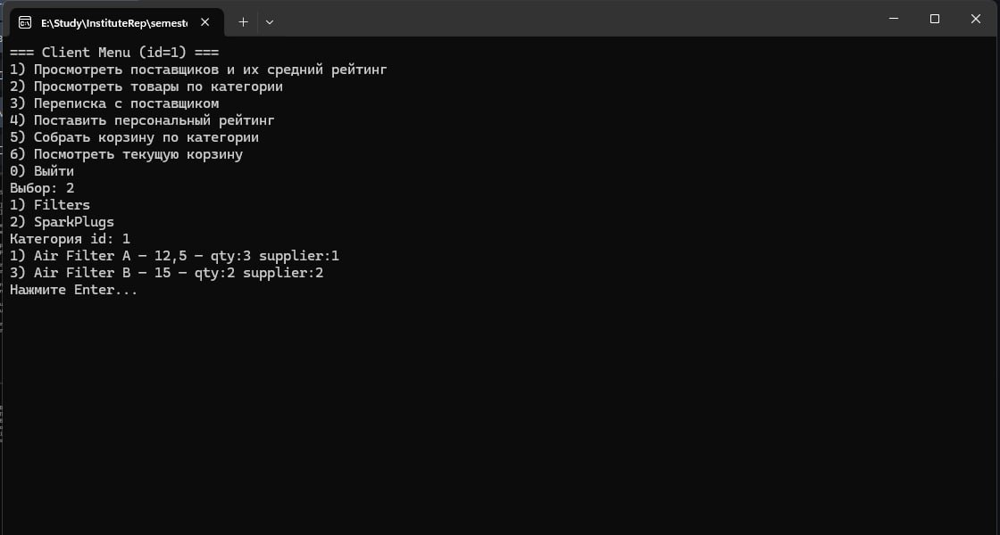 E:\Study\InstituteRep\semest
=== Client Menu (id=1) ===
1) Просмотреть поставщиков и их средний рейтинг
2) Просмотреть товары по категории
3) Переписка с поставщиком
4) Поставить персональный рейтинг
5) Собрать корзину по категории
6) Посмотреть текущую корзину
0) Выйти
Выбор: 2
1) Filters
2) SparkPlugs
Категория id: 1
1) Air Filter A — 12,5 — qty:3 supplier:1
3) Air Filter B — 15 — qty:2 supplier:2
Нажмите Enter...